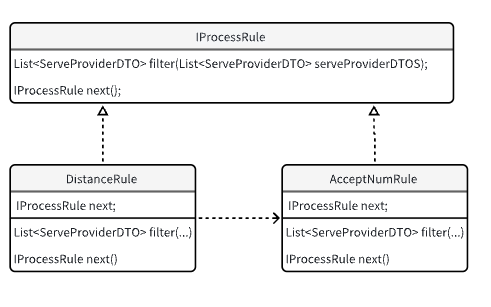 IProcessRule
List<ServeProviderDTO> filter(List<ServeProviderDTO> serveProviderDTOS);
IProcessRule next();
DistanceRule
IProcessRule next;
List<ServeProviderDTO> filter(...)
IProcessRule next()
AcceptNumRule
IProcessRule next;
List<ServeProviderDTO> filter(...)
IProcessRule next()